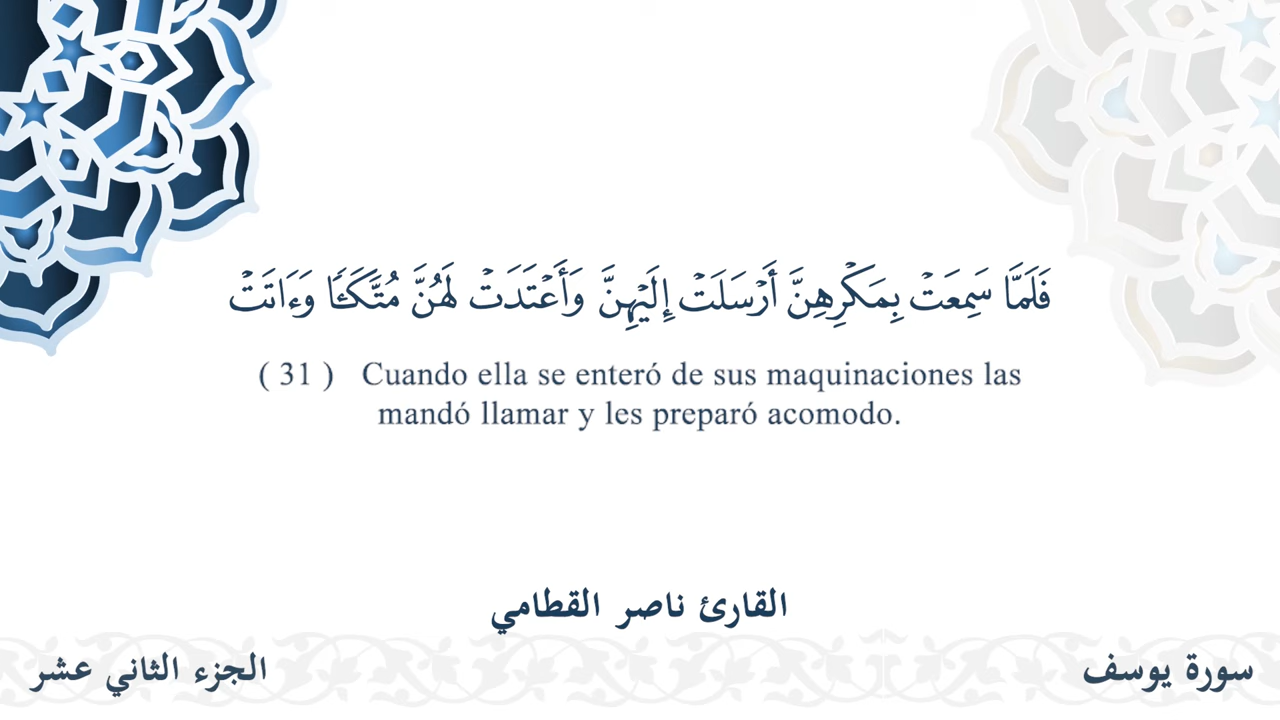 فَلَمَّا سَمِعَتْ بِمَكْرِهِنَّ أَرْسَلَتْ إِلَيْهِنَّ وَأَعْتَدَتْ لَهُنَّ مُتَّكَـًٔا وَءَاتَتْ
( 31 ) Cuando ella se enteró de sus maquinaciones las
mandó llamar y les preparó acomodo.
القارئ ناصر القطامي
سورة يوسف
الجزء الثاني عشر